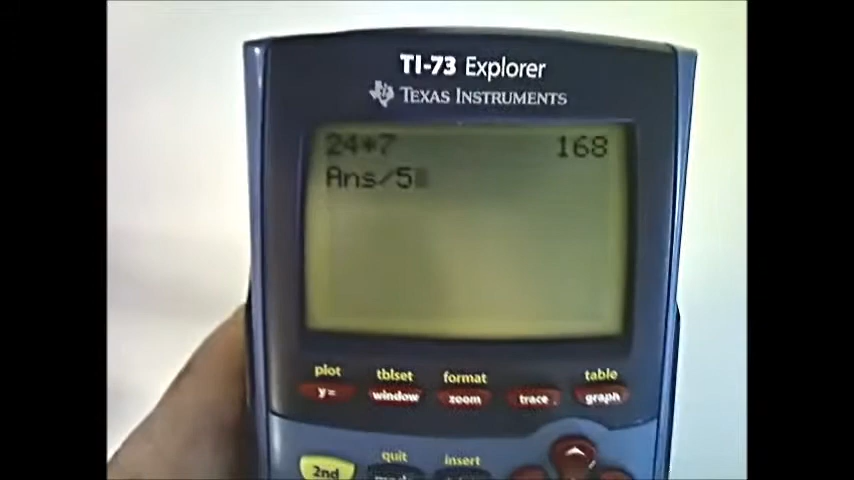 TI-73 Explorer
TEXAS INSTRUMENTS
24*7 168
Ans/5
plot tblset format table
y= window zoom trace graph
quit insert
2nd